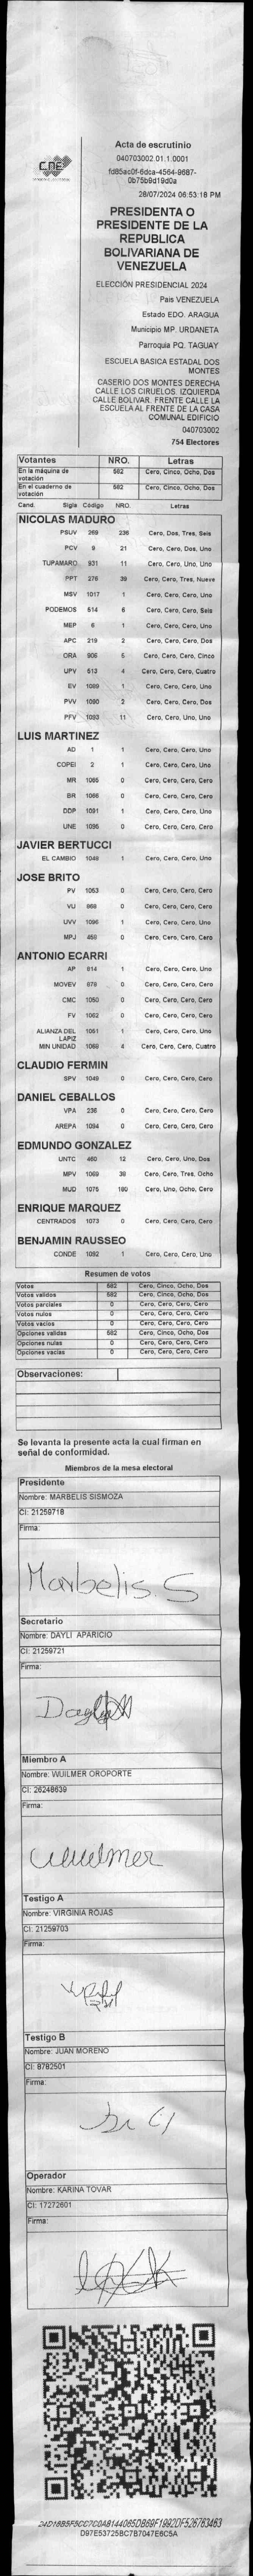 CNE
Acta de escrutinio
040703002.01.1.0001
fd85ac0f-6dca-4564-9687-
0b75b9d19d0a
28/07/2024 06:53:18 PM
PRESIDENTA O
PRESIDENTE DE LA
REPUBLICA
BOLIVARIANA DE
VENEZUELA
ELECCIÓN PRESIDENCIAL 2024
País VENEZUELA
Estado EDO. ARAGUA
Municipio MP. URDANETA
Parroquia PQ. TAGUAY
ESCUELA BASICA ESTADAL DOS
MONTES
CASERIO DOS MONTES DERECHA
CALLE LOS CIRUELOS. IZQUIERDA
CALLE BOLIVAR. FRENTE CALLE LA
ESCUELA AL FRENTE DE LA CASA
COMUNAL EDIFICIO
040703002
754 Electores
Votantes NRO. Letras
En la máquina de votación 582 Cero, Cinco, Ocho, Dos
En el cuaderno de votación 582 Cero, Cinco, Ocho, Dos
Cand. Sigla Código NRO. Letras
NICOLAS MADURO
PSUV 269 236 Cero, Dos, Tres, Seis
PCV 9 21 Cero, Cero, Dos, Uno
TUPAMARO 931 11 Cero, Cero, Uno, Uno
PPT 276 39 Cero, Cero, Tres, Nueve
MSV 1017 1 Cero, Cero, Cero, Uno
PODEMOS 514 6 Cero, Cero, Cero, Seis
MEP 6 1 Cero, Cero, Cero, Uno
APC 219 2 Cero, Cero, Cero, Dos
ORA 906 5 Cero, Cero, Cero, Cinco
UPV 513 4 Cero, Cero, Cero, Cuatro
EV 1089 1 Cero, Cero, Cero, Uno
PVV 1090 2 Cero, Cero, Cero, Dos
PFV 1093 11 Cero, Cero, Uno, Uno
LUIS MARTINEZ
AD 1 1 Cero, Cero, Cero, Uno
COPEI 2 1 Cero, Cero, Cero, Uno
MR 1065 0 Cero, Cero, Cero, Cero
BR 1066 0 Cero, Cero, Cero, Cero
DDP 1091 1 Cero, Cero, Cero, Uno
UNE 1095 0 Cero, Cero, Cero, Cero
JAVIER BERTUCCI
EL CAMBIO 1049 1 Cero, Cero, Cero, Uno
JOSE BRITO
PV 1053 0 Cero, Cero, Cero, Cero
VU 968 0 Cero, Cero, Cero, Cero
UVV 1096 1 Cero, Cero, Cero, Uno
MPJ 458 0 Cero, Cero, Cero, Cero
ANTONIO ECARRI
AP 614 1 Cero, Cero, Cero, Uno
MOVEV 679 0 Cero, Cero, Cero, Cero
CMC 1050 0 Cero, Cero, Cero, Cero
FV 1062 0 Cero, Cero, Cero, Cero
ALIANZA DEL LAPIZ 1081 1 Cero, Cero, Cero, Uno
MIN UNIDAD 1068 4 Cero, Cero, Cero, Cuatro
CLAUDIO FERMIN
SPV 1048 0 Cero, Cero, Cero, Cero
DANIEL CEBALLOS
VPA 236 0 Cero, Cero, Cero, Cero
AREPA 1094 0 Cero, Cero, Cero, Cero
EDMUNDO GONZALEZ
UNTC 460 12 Cero, Cero, Uno, Dos
MPV 1069 38 Cero, Cero, Tres, Ocho
MUD 1075 180 Cero, Uno, Ocho, Cero
ENRIQUE MARQUEZ
CENTRADOS 1073 0 Cero, Cero, Cero, Cero
BENJAMIN RAUSSEO
CONDE 1092 1 Cero, Cero, Cero, Uno
Resumen de votos
Votos 582 Cero, Cinco, Ocho, Dos
Votos validos 582 Cero, Cinco, Ocho, Dos
Votos parciales 0 Cero, Cero, Cero, Cero
Votos nulos 0 Cero, Cero, Cero, Cero
Votos vacíos 0 Cero, Cero, Cero, Cero
Opciones validas 582 Cero, Cinco, Ocho, Dos
Opciones nulas 0 Cero, Cero, Cero, Cero
Opciones vacias 0 Cero, Cero, Cero, Cero
Observaciones:
Se levanta la presente acta la cual firman en
señal de conformidad.
Miembros de la mesa electoral
Presidente
Nombre: MARBELIS SISMOZA
CI: 21259718
Firma:
Marbelis. S
Secretario
Nombre: DAYLI APARICIO
CI: 21259721
Firma:
Miembro A
Nombre: WUILMER OROPORTE
CI: 26246639
Firma:
Wuilmer
Testigo A
Nombre: VIRGINIA ROJAS
CI: 21259703
Firma:
Testigo B
Nombre: JUAN MORENO
CI: 8782501
Firma:
Operador
Nombre: KARINA TOVAR
CI: 17272601
Firma:
D97E53725BC7B7047E6C5A